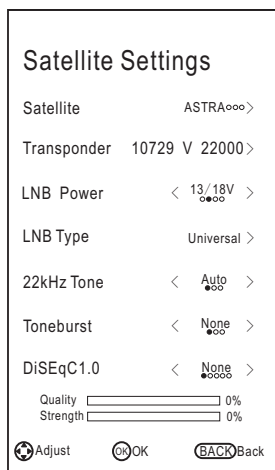 Satellite Settings
Satellite ASTRA
Transponder 10729 V 22000
LNB Power 13/18V
LNB Type Universal
22kHz Tone Auto
Toneburst None
DiSEqC1.0 None
Quality 0%
Strength 0%
Adjust OK OK BACK Back